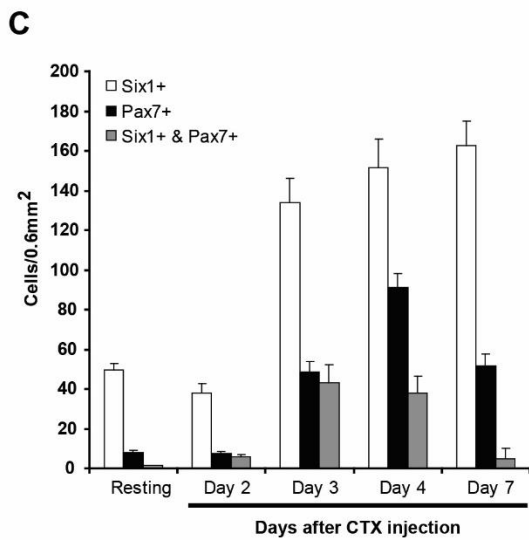 C
200
180
160
140
120
100
80
60
40
20
0
Cells/0.6mm²
Six1+
Pax7+
Six1+ & Pax7+
Resting Day 2 Day 3 Day 4 Day 7
Days after CTX injection